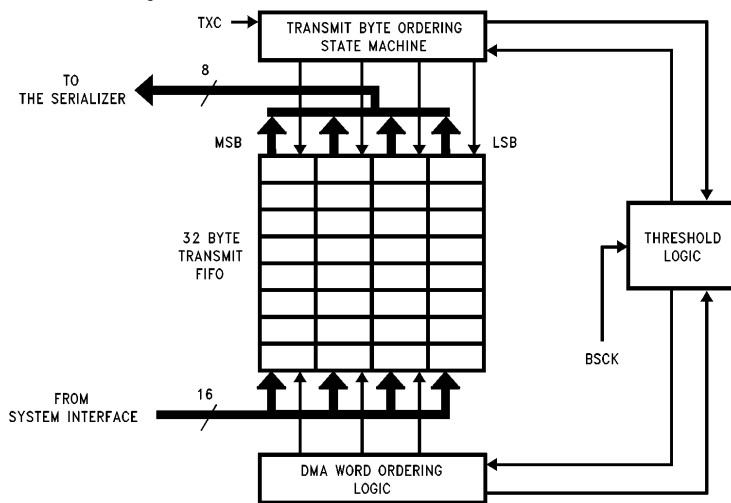 TXC
TRANSMIT BYTE ORDERING
STATE MACHINE
8
TO
THE SERIALIZER
MSB
LSB
32 BYTE
TRANSMIT
FIFO
THRESHOLD
LOGIC
BSCK
FROM
SYSTEM INTERFACE
16
DMA WORD ORDERING
LOGIC